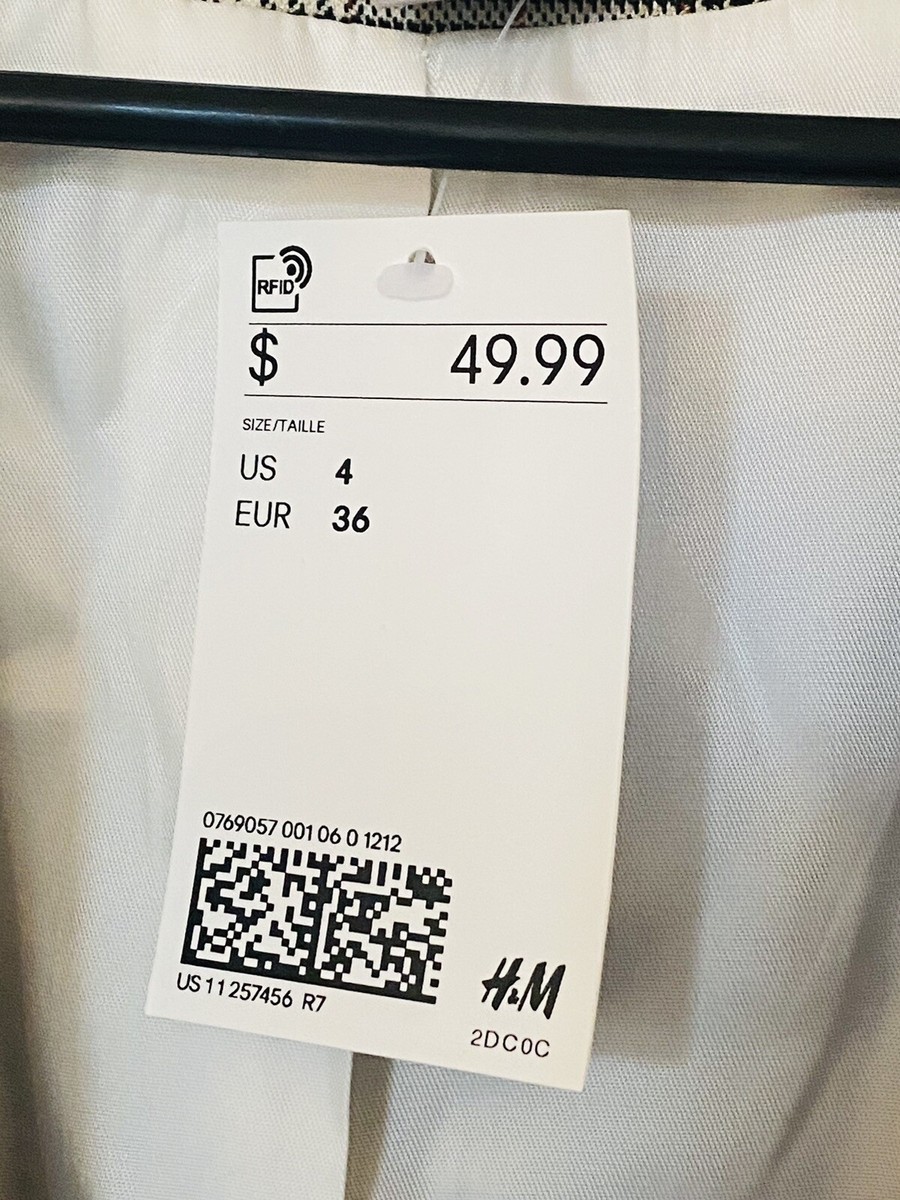 RFID
$ 49.99
SIZE/TAILLE
US 4
EUR 36
0769057 001 06 0 1212
US 11257456 R7
H&M
2DC0C